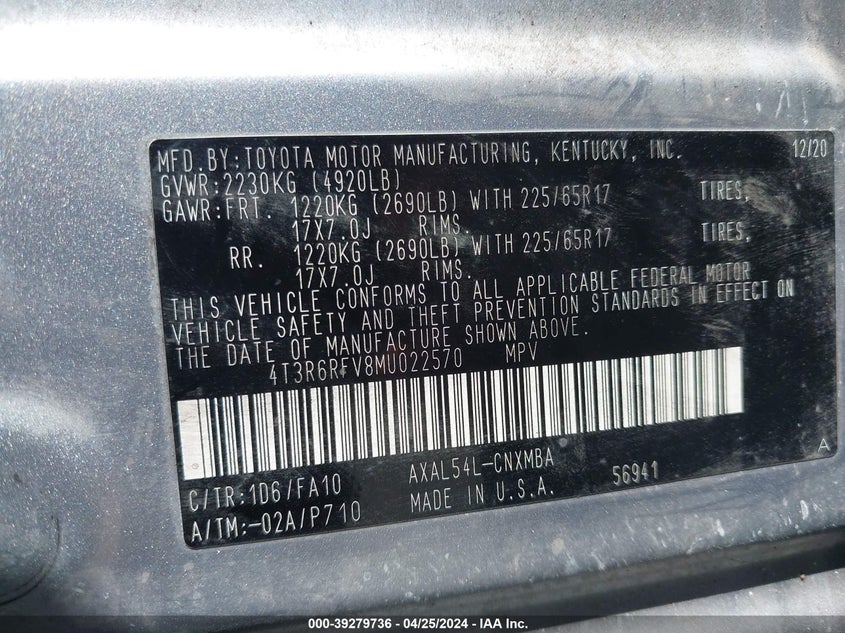 MFD. BY: TOYOTA MOTOR MANUFACTURING, KENTUCKY, INC. 12/20
GVWR: 2230KG (4920LB)
GAWR: FRT. 1220KG (2690LB) WITH 225/65R17 TIRES,
17X7.0J RIMS.
RR. 1220KG (2690LB) WITH 225/65R17 TIRES,
17X7.0J RIMS.
THIS VEHICLE CONFORMS TO ALL APPLICABLE FEDERAL MOTOR
VEHICLE SAFETY AND THEFT PREVENTION STANDARDS IN EFFECT ON
THE DATE OF MANUFACTURE SHOWN ABOVE.
4T3R6RFV8MU022570 MPV
C/TR: 1D6/FA10 AXAL54L-CNXMBA 56941 A
A/TM: -02A/P710 MADE IN U.S.A.
000-39279736 - 04/25/2024 - IAA Inc.